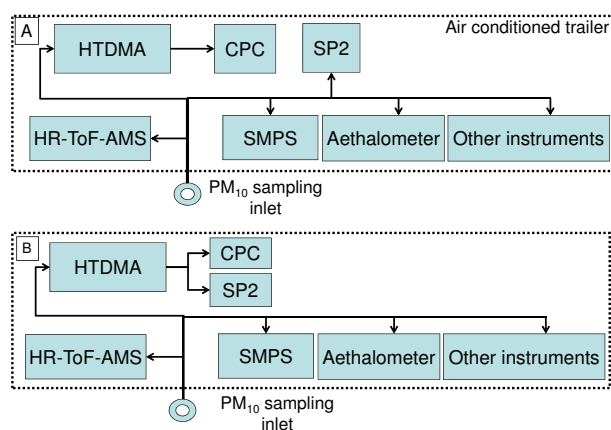 A
Air conditioned trailer
HTDMA
CPC
SP2
HR-ToF-AMS
SMPS
Aethalometer
Other instruments
PM10 sampling
inlet
B
HTDMA
CPC
SP2
HR-ToF-AMS
SMPS
Aethalometer
Other instruments
PM10 sampling
inlet